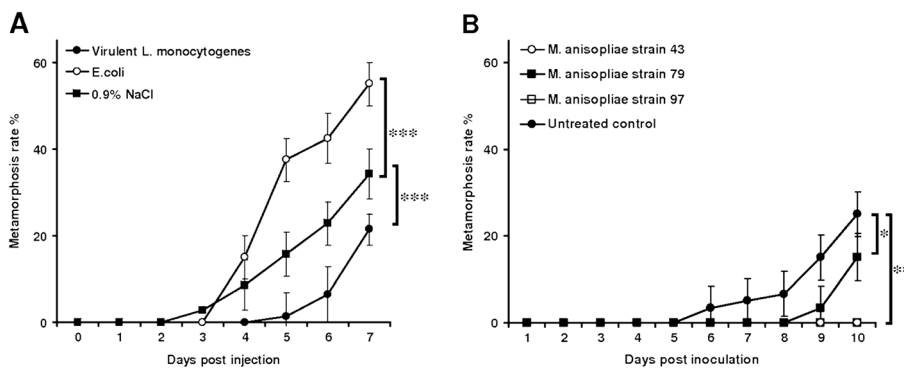 A
Virulent L. monocytogenes
E.coli
0.9% NaCl
Metamorphosis rate %
60
40
20
0
***
***
0 1 2 3 4 5 6 7
Days post injection
B
M. anisopliae strain 43
M. anisopliae strain 79
M. anisopliae strain 97
Untreated control
Metamorphosis rate %
60
40
20
0
*
1 2 3 4 5 6 7 8 9 10
Days post inoculation